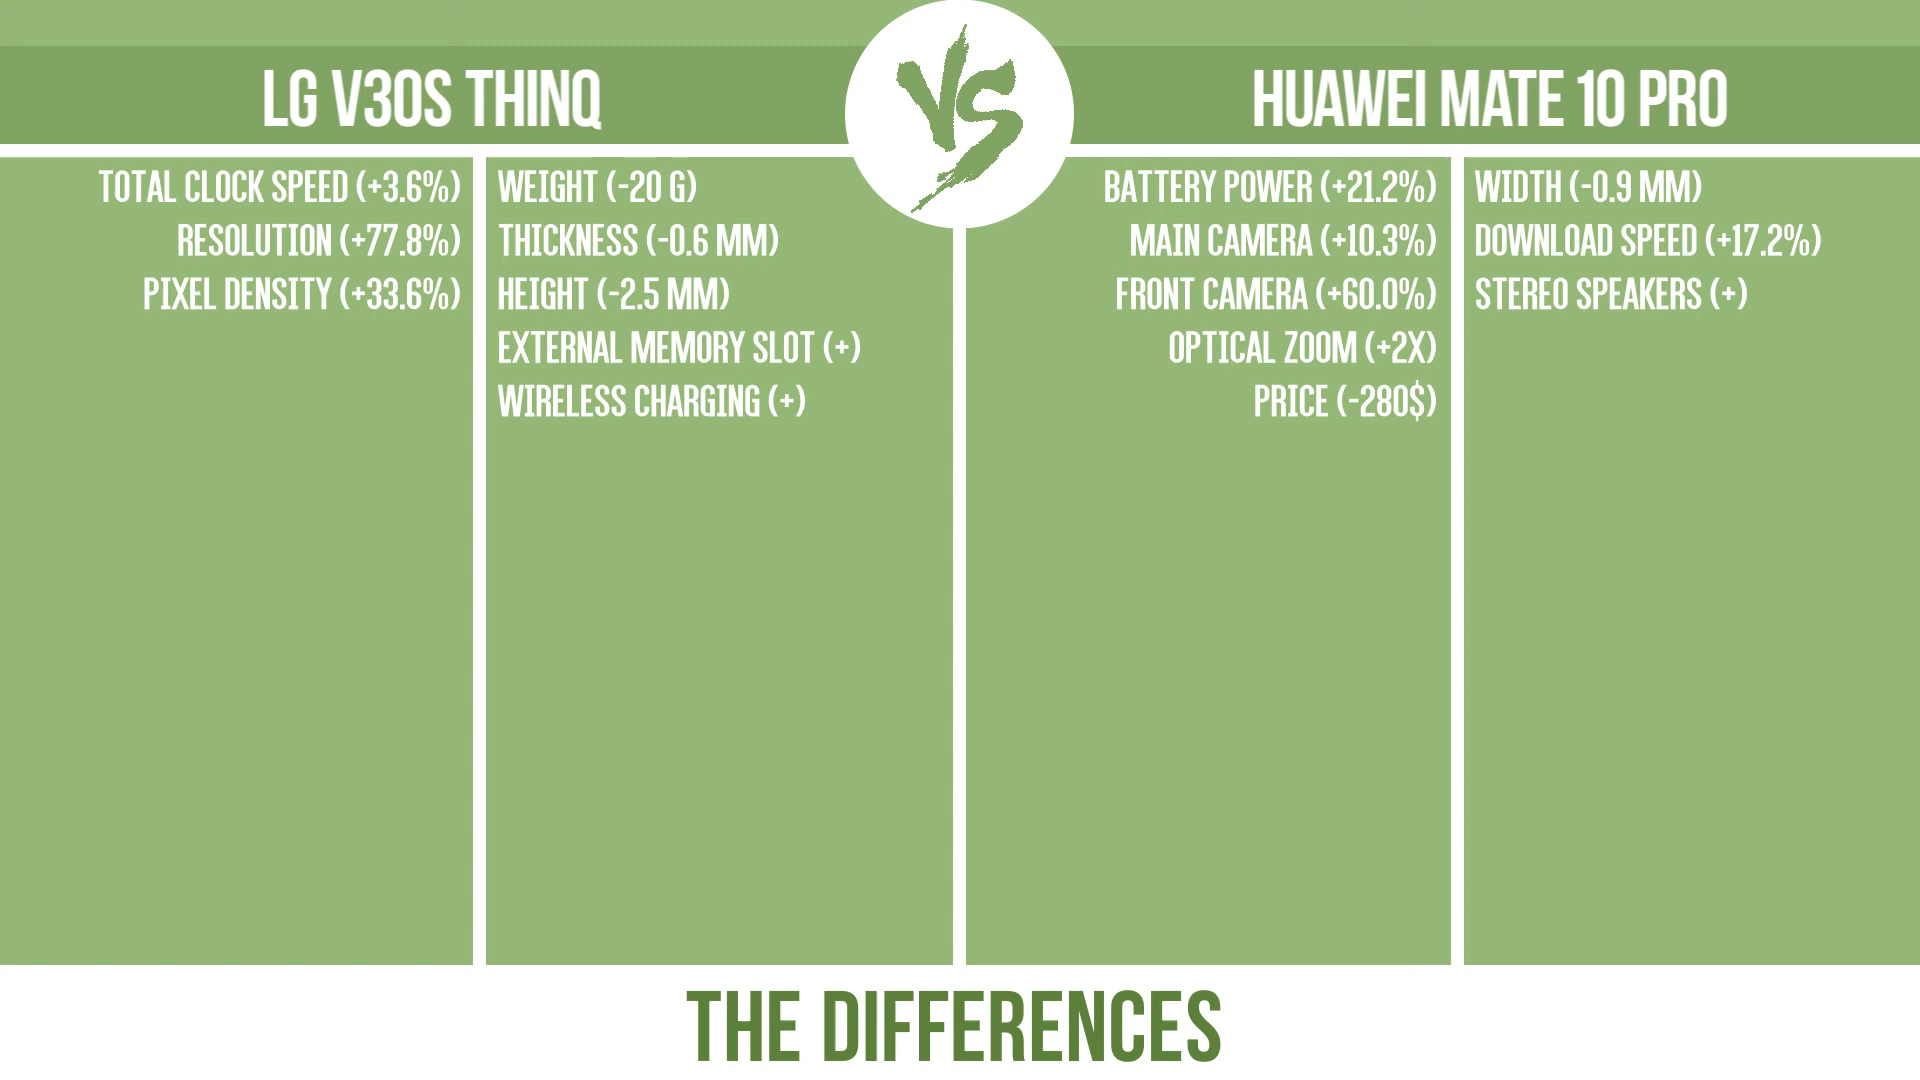 LG V30S THINQ
VS
HUAWEI MATE 10 PRO
TOTAL CLOCK SPEED (+3.6%)
RESOLUTION (+77.8%)
PIXEL DENSITY (+33.6%)
WEIGHT (-20 G)
THICKNESS (-0.6 MM)
HEIGHT (-2.5 MM)
EXTERNAL MEMORY SLOT (+)
WIRELESS CHARGING (+)
BATTERY POWER (+21.2%)
MAIN CAMERA (+10.3%)
FRONT CAMERA (+60.0%)
OPTICAL ZOOM (+2X)
PRICE (-280$)
WIDTH (-0.9 MM)
DOWNLOAD SPEED (+17.2%)
STEREO SPEAKERS (+)
THE DIFFERENCES